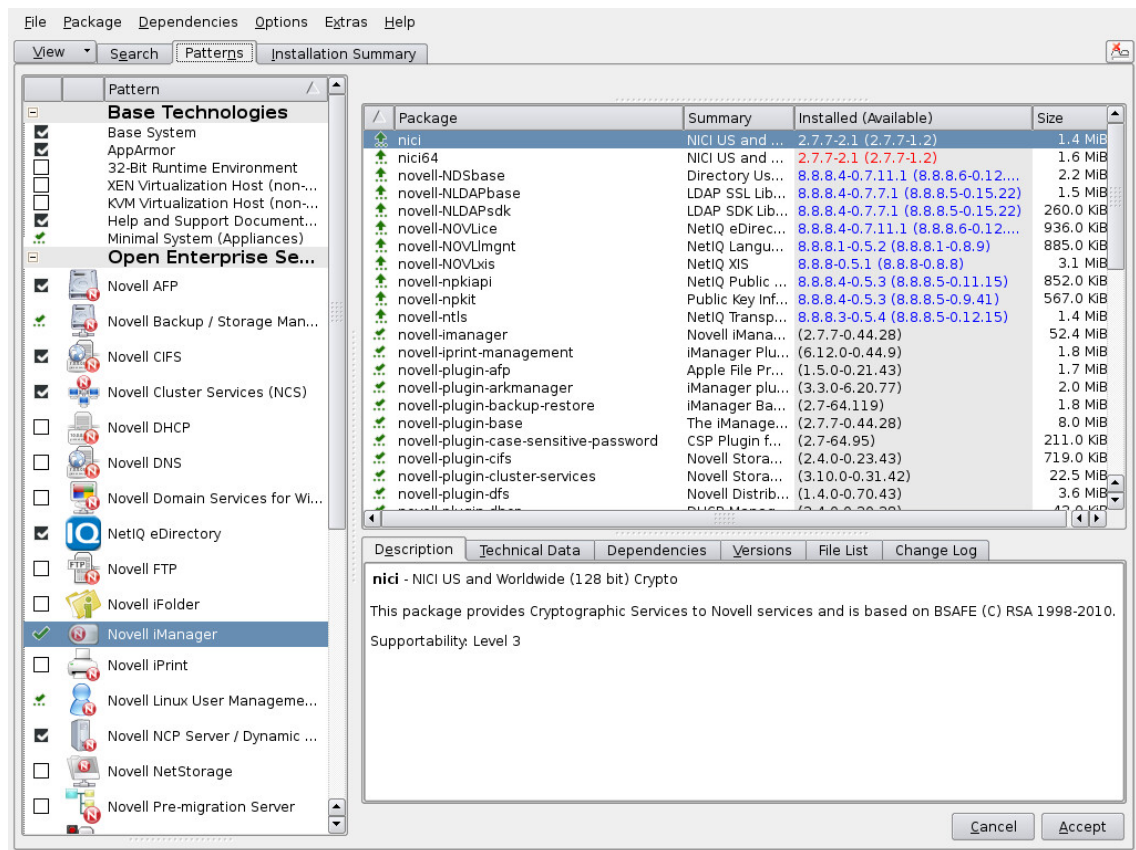 File Package Dependencies Options Extras Help
View Search Patterns Installation Summary
Pattern
Base Technologies
Base System
AppArmor
32-Bit Runtime Environment
XEN Virtualization Host (non-...
KVM Virtualization Host (non-...
Help and Support Document...
Minimal System (Appliances)
Open Enterprise Se...
Novell AFP
Novell Backup / Storage Man...
Novell CIFS
Novell Cluster Services (NCS)
Novell DHCP
Novell DNS
Novell Domain Services for Wi...
NetIQ eDirectory
Novell FTP
Novell iFolder
Novell iManager
Novell iPrint
Novell Linux User Manageme...
Novell NCP Server / Dynamic ...
Novell NetStorage
Novell Pre-migration Server
Package Summary Installed (Available) Size
nici NICI US and ... 2.7.7-2.1 (2.7.7-1.2) 1.4 MiB
nici64 NICI US and ... 2.7.7-2.1 (2.7.7-1.2) 1.6 MiB
novell-NDSbase Directory Us... 8.8.8.4-0.7.11.1 (8.8.8.6-0.12.... 2.2 MiB
novell-NLDAPbase LDAP SSL Lib... 8.8.8.4-0.7.7.1 (8.8.8.5-0.15.22) 1.5 MiB
novell-NLDAPsdk LDAP SDK Lib... 8.8.8.4-0.7.7.1 (8.8.8.5-0.15.22) 260.0 KiB
novell-NOVLice NetIQ eDirec... 8.8.8.4-0.7.11.1 (8.8.8.6-0.12.... 936.0 KiB
novell-NOVLlmgnt NetIQ Langu... 8.8.8.1-0.5.2 (8.8.8.1-0.8.9) 885.0 KiB
novell-NOVLxis NetIQ XIS 8.8.8-0.5.1 (8.8.8-0.8.8) 3.1 MiB
novell-npkiapi NetIQ Public ... 8.8.8.4-0.5.3 (8.8.8.5-0.11.15) 852.0 KiB
novell-npkit Public Key Inf... 8.8.8.4-0.5.3 (8.8.8.5-0.9.41) 567.0 KiB
novell-ntls NetIQ Transp... 8.8.8.3-0.5.4 (8.8.8.5-0.12.15) 1.4 MiB
novell-imanager Novell iMana... (2.7.7-0.44.28) 52.4 MiB
novell-iprint-management iManager Plu... (6.12.0-0.44.9) 1.8 MiB
novell-plugin-afp Apple File Pr... (1.5.0-0.21.43) 1.7 MiB
novell-plugin-arkmanager iManager plu... (3.3.0-6.20.77) 2.0 MiB
novell-plugin-backup-restore iManager Ba... (2.7-64.119) 1.8 MiB
novell-plugin-base The iManage... (2.7.7-0.44.28) 8.0 MiB
novell-plugin-case-sensitive-password CSP Plugin f... (2.7-64.95) 211.0 KiB
novell-plugin-cifs Novell Stora... (2.4.0-0.23.43) 719.0 KiB
novell-plugin-cluster-services Novell Stora... (3.10.0-0.31.42) 22.5 MiB
novell-plugin-dfs Novell Distrib... (1.4.0-0.70.43) 3.6 MiB
Description Technical Data Dependencies Versions File List Change Log
nici - NICI US and Worldwide (128 bit) Crypto
This package provides Cryptographic Services to Novell services and is based on BSAFE (C) RSA 1998-2010.
Supportability: Level 3
Cancel Accept